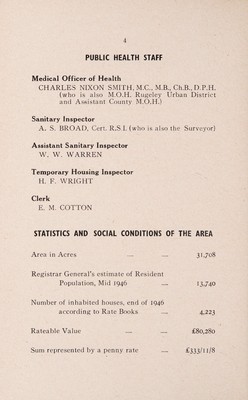 4
PUBLIC HEALTH STAFF
Medical Officer of Health
CHARLES NIXON SMITH, M.C., M.B., Ch.B., D.P.H.
(who is also M.O.H. Rugeley Urban District
and Assistant County M.O.H.)
Sanitary Inspector
A. S. BROAD, Cert. R.S.I. (who is also the Surveyor)
Assistant Sanitary Inspector
W. W. WARREN
Temporary Housing Inspector
H. F. WRIGHT
Clerk
E. M. COTTON
STATISTICS AND SOCIAL CONDITIONS OF THE AREA
Area in Acres — — 31,708
Registrar General's estimate of Resident
Population, Mid 1946 — 13,740
Number of inhabited houses, end of 1946
according to Rate Books — 4,223
Rateable Value — — £80,280
Sum represented by a penny rate — £333/11/8